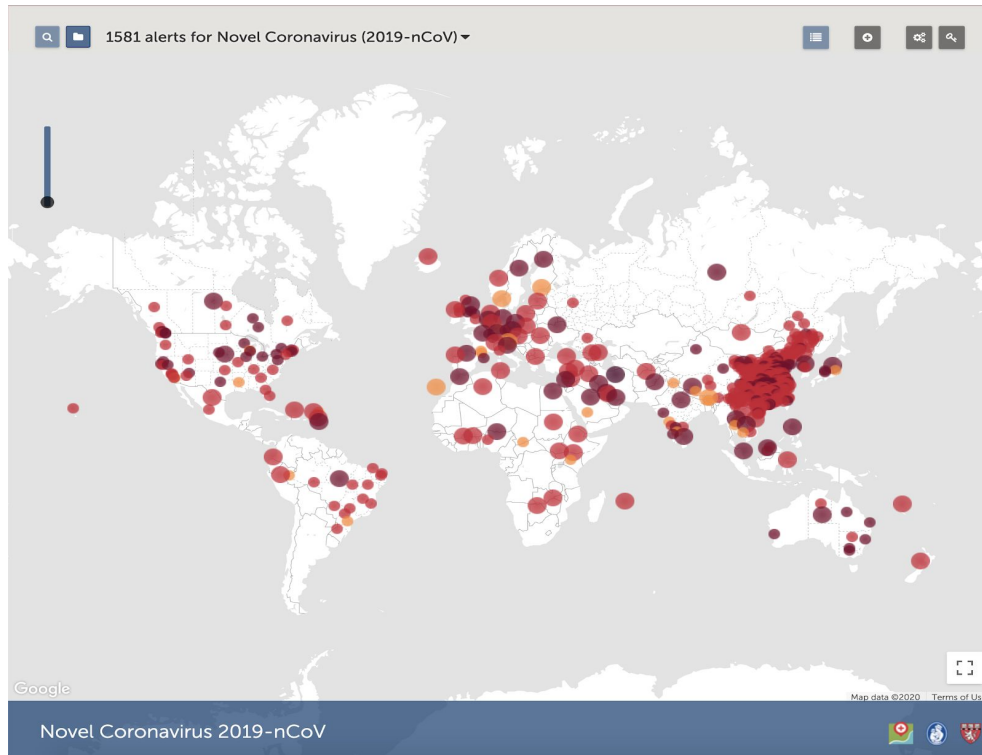 1581 alerts for Novel Coronavirus (2019-nCoV)
Google
Map data ©2020 Terms of Us
Novel Coronavirus 2019-nCoV